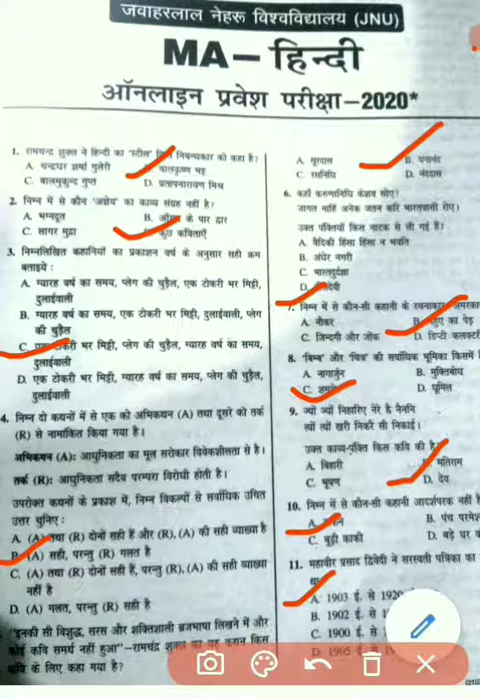 जवाहरलाल नेहरू विश्वविद्यालय (JNU)
MA–हिन्दी
ऑनलाइन प्रवेश परीक्षा–2020*
1. रामचन्द्र शुक्ल ने हिन्दी का 'स्टील' निबन्धकार को कहा है?
A. चन्द्रधर शर्मा गुलेरी बालकृष्ण भट्ट
C. बालमुकुन्द गुप्त D. प्रतापनारायण मिश्र
2. निम्न में से कौन 'अज्ञेय' का काव्य संग्रह नहीं है?
A. भग्नदूत B. के पार द्वार
C. सागर मुद्रा कुछ कविताएँ
3. निम्नलिखित कहानियों का प्रकाशन वर्ष के अनुसार सही क्रम
बताइये :
A. ग्यारह वर्ष का समय, प्लेग की चुड़ैल, एक टोकरी भर मिट्टी,
दुलाईवाली
B. ग्यारह वर्ष का समय, एक टोकरी भर मिट्टी, दुलाईवाली, प्लेग
की चुड़ैल
C. टोकरी भर मिट्टी, प्लेग की चुड़ैल, ग्यारह वर्ष का समय,
दुलाईवाली
D. एक टोकरी भर मिट्टी, ग्यारह वर्ष का समय, प्लेग की चुड़ैल,
दुलाईवाली
4. निम्न दो कथनों में से एक को अभिकथन (A) तथा दूसरे को तर्क
(R) से नामांकित किया गया है।
अभिकथन (A): आधुनिकता का मूल सरोकार विवेकशीलता से है।
तर्क (R): आधुनिकता सदैव परम्परा विरोधी होती है।
उपरोक्त कथनों के प्रकाश में, निम्न विकल्पों से सर्वाधिक उचित
उत्तर चुनिए :
A. (A) तथा (R) दोनों सही हैं और (R), (A) की सही व्याख्या है
B. (A) सही, परन्तु (R) गलत है
C. (A) तथा (R) दोनों सही हैं, परन्तु (R), (A) की सही व्याख्या
नहीं है
D. (A) गलत, परन्तु (R) सही है
"इनकी सी विशुद्ध, सरस और शक्तिशाली ब्रजभाषा लिखने में और
कोई कवि समर्थ नहीं हुआ"–रामचंद्र शुक्ल का यह कथन किस
कवि के लिए कहा गया है?
A. सूरदास B. घनानंद
C. रसनिधि D. नंददास
6. कहाँ करुणानिधि केशव सोए?
जागत नाहिं अनेक जतन करि भारतवासी रोए।
उक्त पंक्तियाँ किस नाटक से ली गई हैं?
A. वैदिकी हिंसा हिंसा न भवति
B. अंधेर नगरी
C. भारतदुर्दशा
D.
7. निम्न में से कौन-सी कहानी के रचनाकार अमरका
A. नौकर B. का पेड़
C. जिन्दगी और जोंक D. डिप्टी कलक्टरी
8. 'बिम्ब' और 'चित्र' की सर्वाधिक भूमिका किसमें
A. नागार्जुन B. मुक्तिबोध
C. D. धूमिल
9. ज्यों ज्यों निहारिए नेरे है नैननि
त्यों त्यों खरी निकरै सी निकाई।
उक्त काव्य-पंक्ति किस कवि की है
A. बिहारी मतिराम
C. भूषण D. देव
10. निम्न में से कौन-सी कहानी आदर्शपरक नहीं है
A. B. पंच परमे
C. बूढ़ी काकी D. बड़े घर
11. महावीर प्रसाद द्विवेदी ने सरस्वती पत्रिका का
था
A. 1903 ई. से 1920
B. 1902 ई. से
C. 1900 ई. से
D. 1905 ई. से